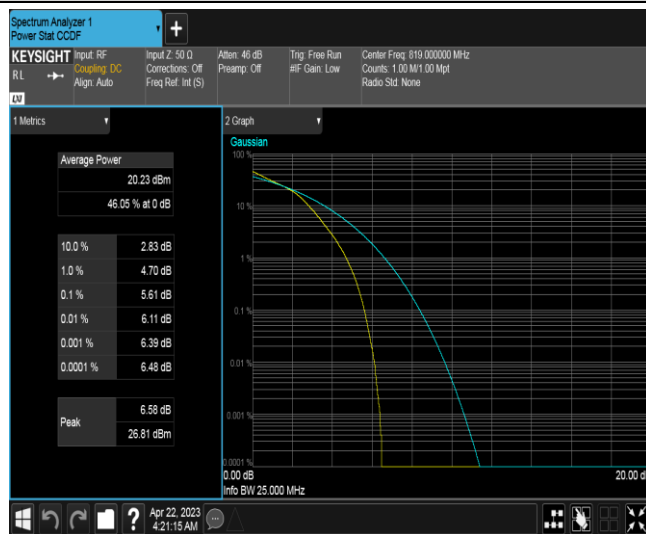 Spectrum Analyzer 1
Power Stat CCDF
+
KEYSIGHT Input: RF Input Z: 50 Ω Atten: 46 dB Trig: Free Run Center Freq: 819.000000 MHz
RL Coupling: DC Corrections: Off Preamp: Off #IF Gain: Low Counts: 1.00 M/1.00 Mpt
Align: Auto Freq Ref: Int (S) Radio Std: None
LXI
1 Metrics
2 Graph
Average Power
20.23 dBm
46.05 % at 0 dB
10.0 % 2.83 dB
1.0 % 4.70 dB
0.1 % 5.61 dB
0.01 % 6.11 dB
0.001 % 6.39 dB
0.0001 % 6.48 dB
Peak 6.58 dB
26.81 dBm
Gaussian
100 %
10 %
1 %
0.1 %
0.01 %
0.001 %
0.0001 %
0.00 dB 20.00 d
Info BW 25.000 MHz
? Apr 22, 2023
4:21:15 AM